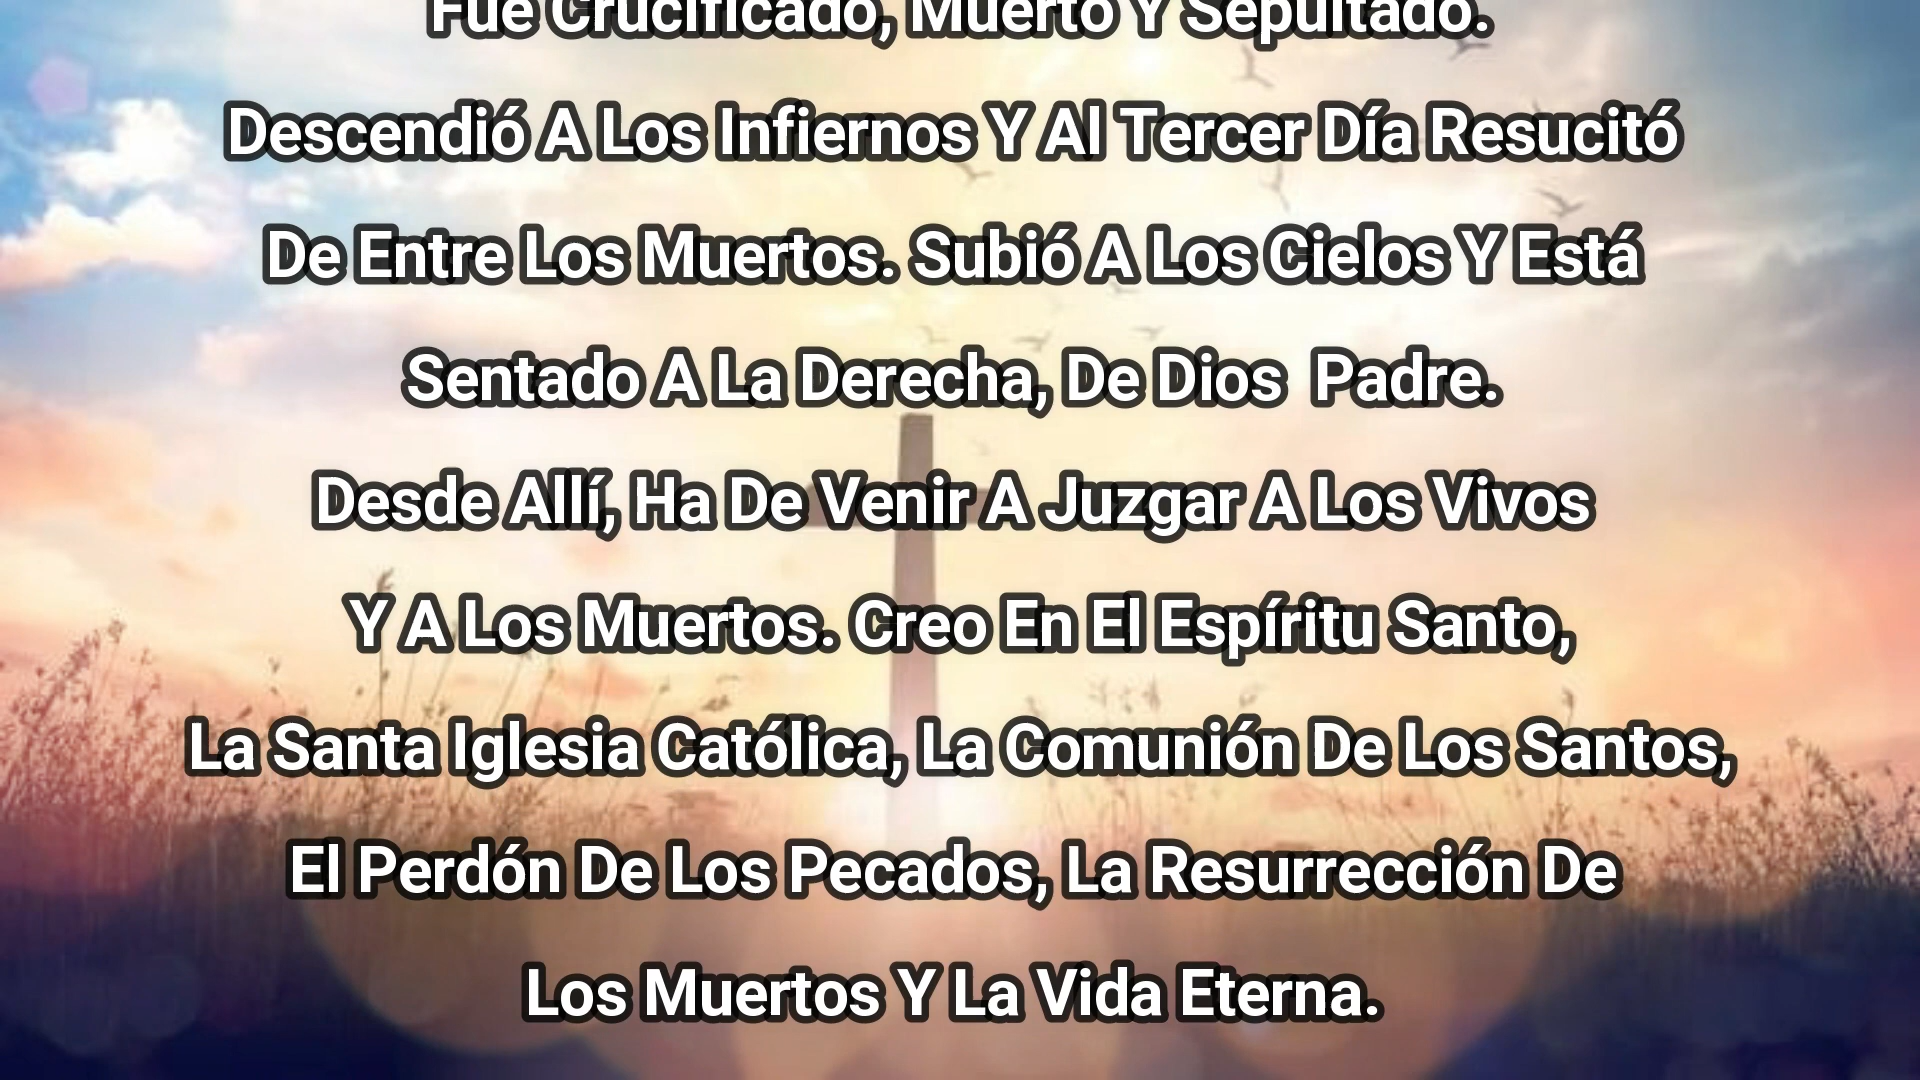 Fue Crucificado, Muerto Y Sepultado.
Descendió A Los Infiernos Y Al Tercer Día Resucitó
De Entre Los Muertos. Subió A Los Cielos Y Está
Sentado A La Derecha, De Dios  Padre.
Desde Allí, Ha De Venir A Juzgar A Los Vivos
Y A Los Muertos. Creo En El Espíritu Santo,
La Santa Iglesia Católica, La Comunión De Los Santos,
El Perdón De Los Pecados, La Resurrección De
Los Muertos Y La Vida Eterna.